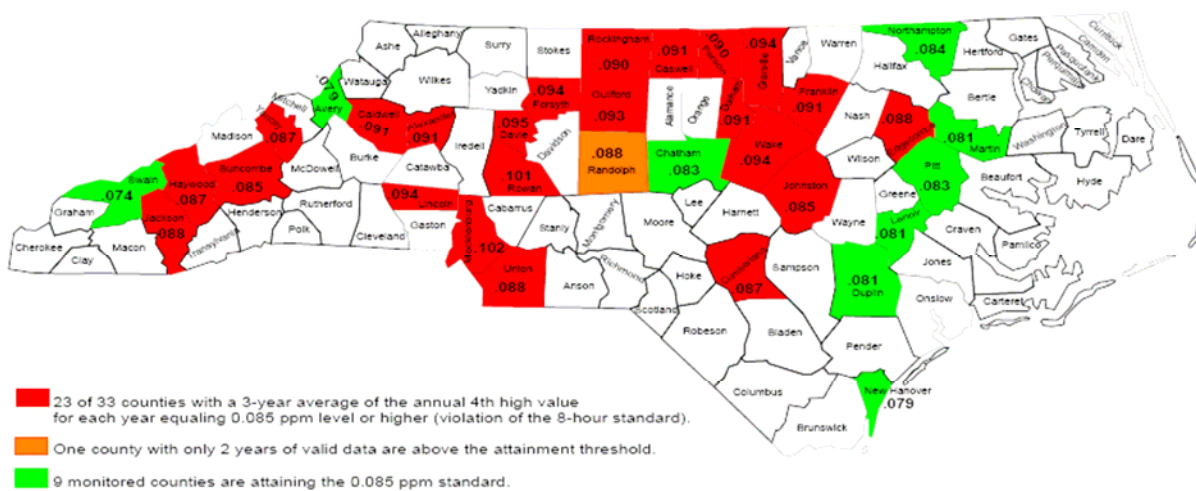 Ashe
Alleghany
Surry
Stokes
Rockingham
.090
.091
Caswell
.090
Person
.094
Granville
Vance
Warren
Northampton
.084
Hertford
Gates
Currituck
Camden
Pasquotank
Perquimans
Chowan
Halifax
Bertie
Watauga
Wilkes
Yadkin
.094
Forsyth
Guilford
.093
Alamance
Orange
Durham
.091
Franklin
.091
Nash
.088
Edgecombe
.081
Martin
Washington
Tyrrell
Dare
.079
Avery
Mitchell
Yancey
.087
Madison
Caldwell
.091
Alexander
.091
Iredell
.095
Davie
Davidson
.088
Randolph
Chatham
.083
Wake
.094
Wilson
Pitt
.083
Beaufort
Hyde
Swain
.074
Haywood
.087
Buncombe
.085
McDowell
Burke
Catawba
.101
Rowan
Johnston
.085
Greene
Graham
Jackson
.088
Henderson
Transylvania
Rutherford
Polk
Cleveland
.094
Lincoln
Gaston
Mecklenburg
.102
Cabarrus
Stanly
Montgomery
Moore
Lee
Harnett
Wayne
Lenoir
.081
Craven
Pamlico
Cherokee
Clay
Macon
Union
.088
Anson
Richmond
Hoke
Scotland
Cumberland
.087
Sampson
.081
Duplin
Jones
Onslow
Carteret
Robeson
Bladen
Pender
Columbus
Brunswick
New Hanover
.079
23 of 33 counties with a 3-year average of the annual 4th high value
for each year equaling 0.085 ppm level or higher (violation of the 8-hour standard).
One county with only 2 years of valid data are above the attainment threshold.
9 monitored counties are attaining the 0.085 ppm standard.